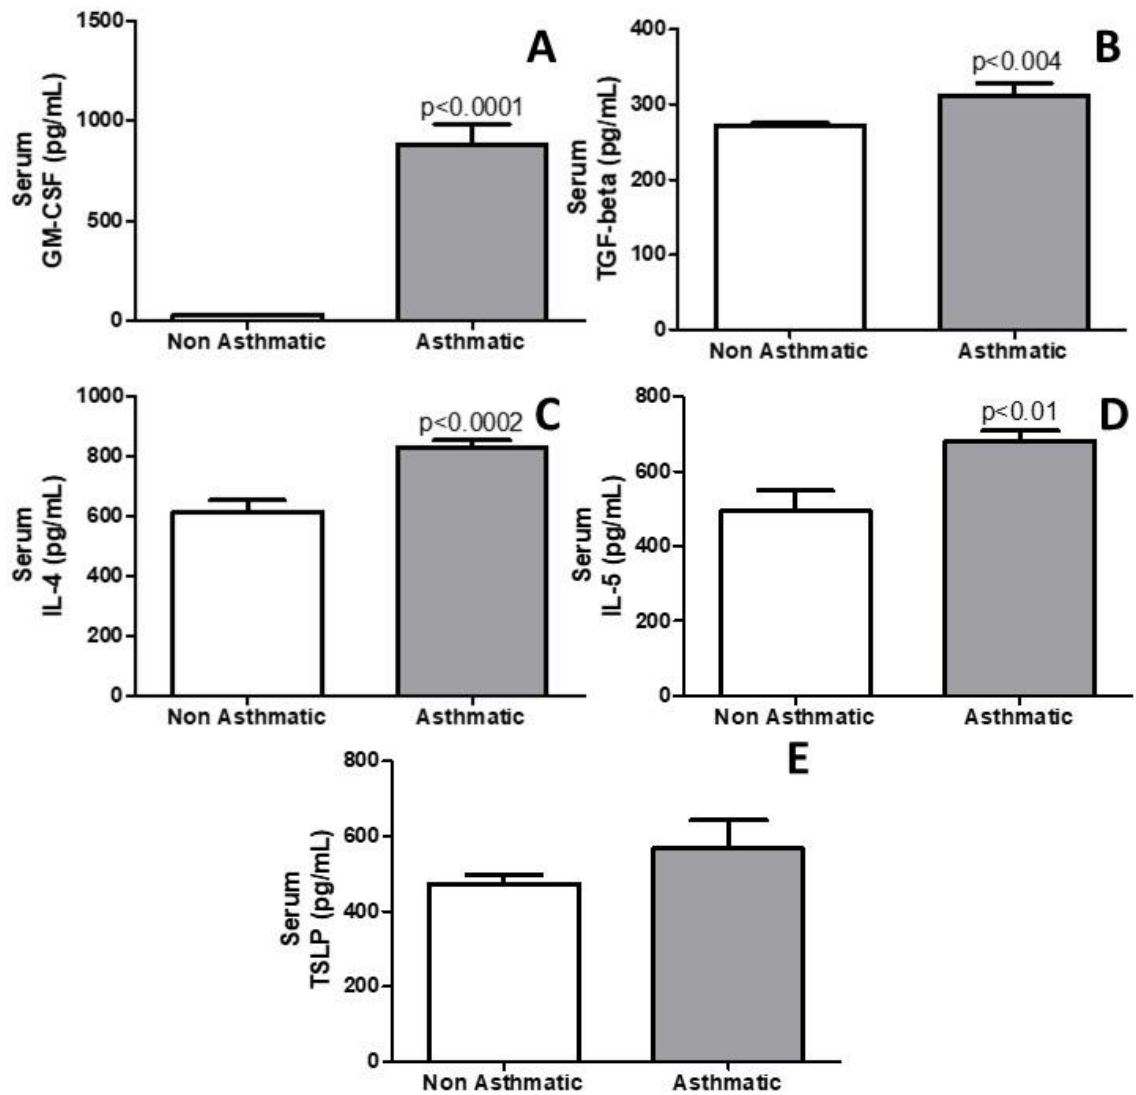 A
Serum
GM-CSF (pg/mL)
1500
1000
500
0
p<0.0001
Non Asthmatic
Asthmatic
B
Serum
TGF-beta (pg/mL)
400
300
200
100
0
p<0.004
Non Asthmatic
Asthmatic
C
Serum
IL-4 (pg/mL)
1000
800
600
400
200
0
p<0.0002
Non Asthmatic
Asthmatic
D
Serum
IL-5 (pg/mL)
800
600
400
200
0
p<0.01
Non Asthmatic
Asthmatic
E
Serum
TSLP (pg/mL)
800
600
400
200
0
Non Asthmatic
Asthmatic